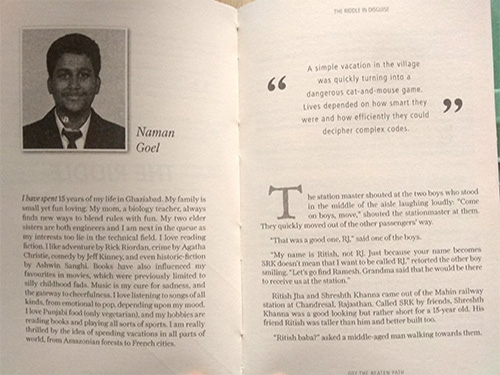 Naman
Goel
I have spent 15 years of my life in Ghaziabad. My family is
small yet fun loving. My mom, a biology teacher, always
finds new ways to blend rules with fun. My two elder
sisters are both engineers and I am next in the queue as
my interests too lie in the technical field. I love reading
fiction. I like adventure by Rick Riordan, crime by Agatha
Christie, comedy by Jeff Kinney, and even historic-fiction
by Ashwin Sanghi. Books have also influenced my
favourites in movies, which were previously limited to
silly childhood fads. Music is my cure for sadness, and
the gateway to cheerfulness. I love listening to songs of all
kinds, from emotional to pop, depending upon my mood.
I love Punjabi food (only vegetarian), and my hobbies are
reading books and playing all sorts of sports. I am really
thrilled by the idea of spending vacations in all parts of
world, from Amazonian forests to French cities.
THE RIDDLE IN DISGUISE
“ A simple vacation in the village
was quickly turning into a
dangerous cat-and-mouse game.
Lives depended on how smart they
were and how efficiently they could
decipher complex codes. ”
The station master shouted at the two boys who stood
in the middle of the aisle laughing loudly. "Come
on boys, move," shouted the stationmaster at them.
They quickly moved out of the other passengers' way.
"That was a good one, RJ," said one of the boys.
"My name is Ritish, not RJ. Just because your name becomes
SRK doesn't mean that I want to be called RJ," retorted the other boy
smiling. "Let's go find Ramesh. Grandma said that he would be there
to receive us at the station."
Ritish Jha and Shreshth Khanna came out of the Mahin railway
station at Chandresal, Rajasthan. Called SRK by friends, Shreshth
Khanna was a good looking but rather short for a 15-year old. His
friend Ritish was taller than him and better built too.
"Ritish baba?" asked a middle-aged man walking towards them.
OFF THE BEATEN PATH